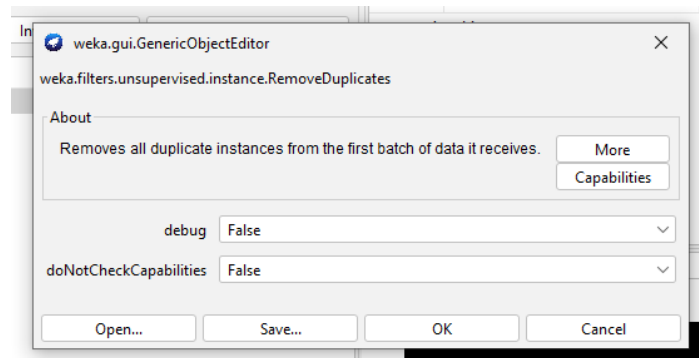 In
weka.gui.GenericObjectEditor
weka.filters.unsupervised.instance.RemoveDuplicates
About
Removes all duplicate instances from the first batch of data it receives.
More
Capabilities
debug
False
doNotCheckCapabilities
False
Open...
Save...
OK
Cancel